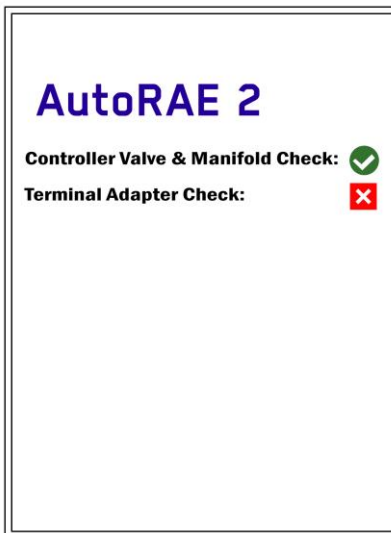 AutoRAE 2
Controller Valve & Manifold Check:
Terminal Adapter Check: